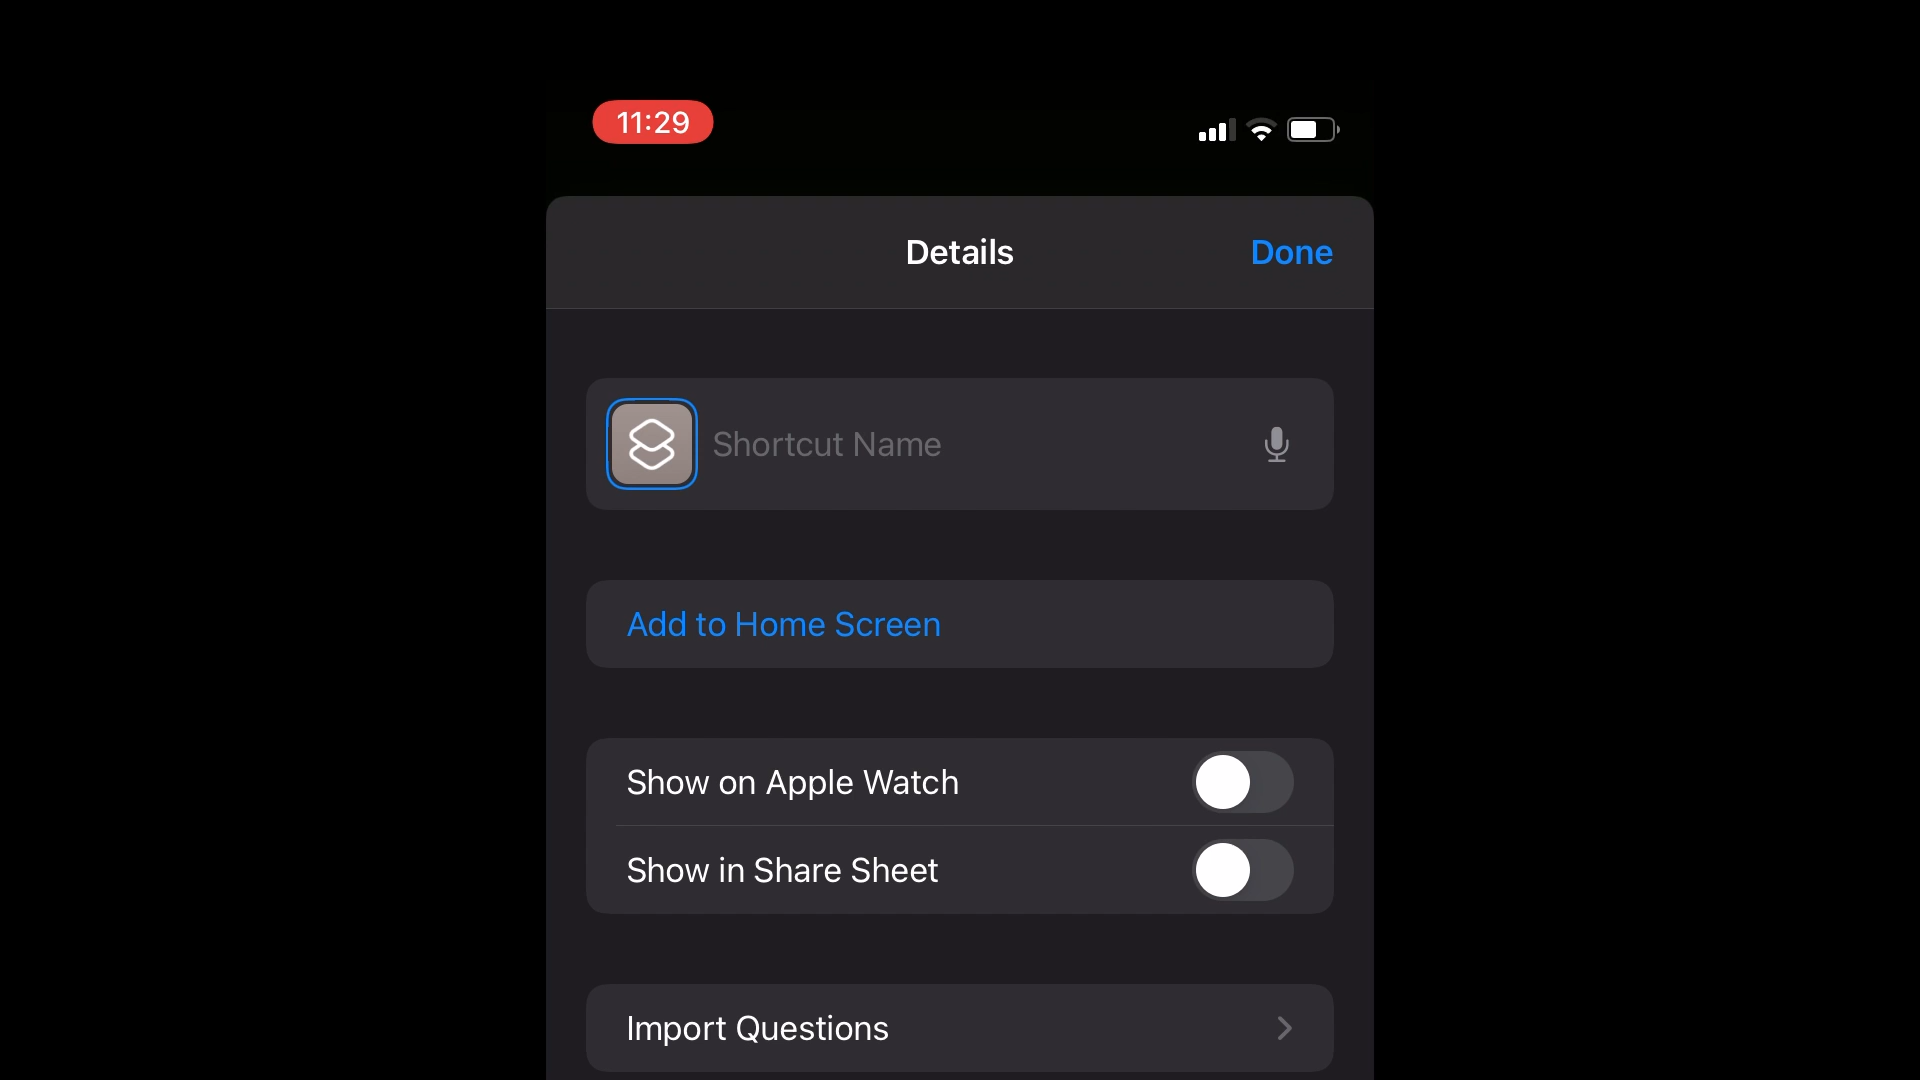 11:29
Details
Done
Shortcut Name
Add to Home Screen
Show on Apple Watch
Show in Share Sheet
Import Questions